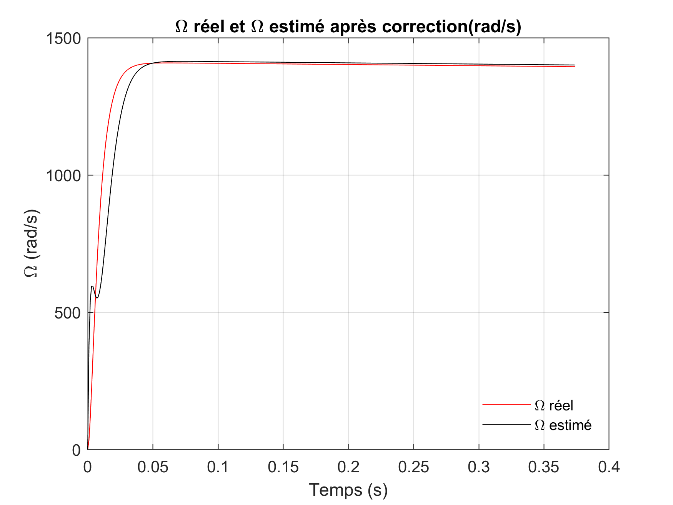 Ω réel et Ω estimé après correction(rad/s)
1500
1000
500
0
Ω (rad/s)
0 0.05 0.1 0.15 0.2 0.25 0.3 0.35 0.4
Temps (s)
Ω réel
Ω estimé